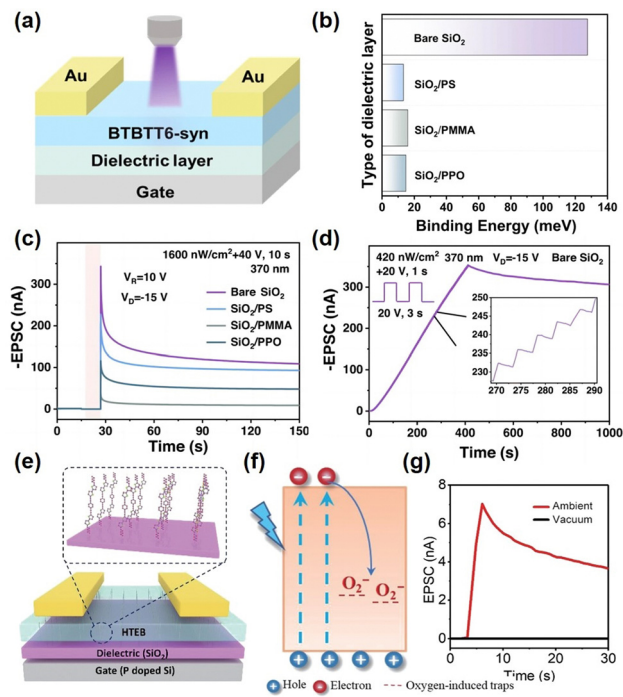 (a)
Au
Au
BTBTT6-syn
Dielectric layer
Gate
(b)
Type of dielectric layer
Bare SiO₂
SiO₂/PS
SiO₂/PMMA
SiO₂/PPO
0 20 40 60 80 100 120 140
Binding Energy (meV)
(c)
-EPSC (nA)
300
200
100
0
1600 nW/cm²+40 V, 10 s
370 nm
V_R=10 V
V_D=-15 V
Bare SiO₂
SiO₂/PS
SiO₂/PMMA
SiO₂/PPO
0 30 60 90 120 150
Time (s)
(d)
-EPSC (nA)
400
300
200
100
0
420 nW/cm² 370 nm V_D=-15 V Bare SiO₂
+20 V, 1 s
20 V, 3 s
250
245
240
235
230
270 275 280 285 290
0 200 400 600 800 1000
Time (s)
(e)
HTEB
Dielectric (SiO₂)
Gate (P doped Si)
(f)
O₂⁻
O₂⁻
Hole Electron Oxygen-induced traps
(g)
EPSC (nA)
8
6
4
2
0
Ambient
Vacuum
0 10 20 30
Time (s)